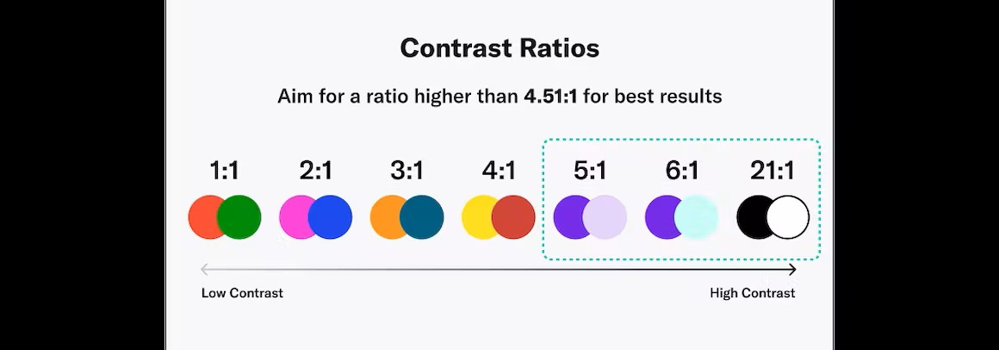 Contrast Ratios
Aim for a ratio higher than 4.51:1 for best results
1:1 2:1 3:1 4:1 5:1 6:1 21:1
Low Contrast High Contrast